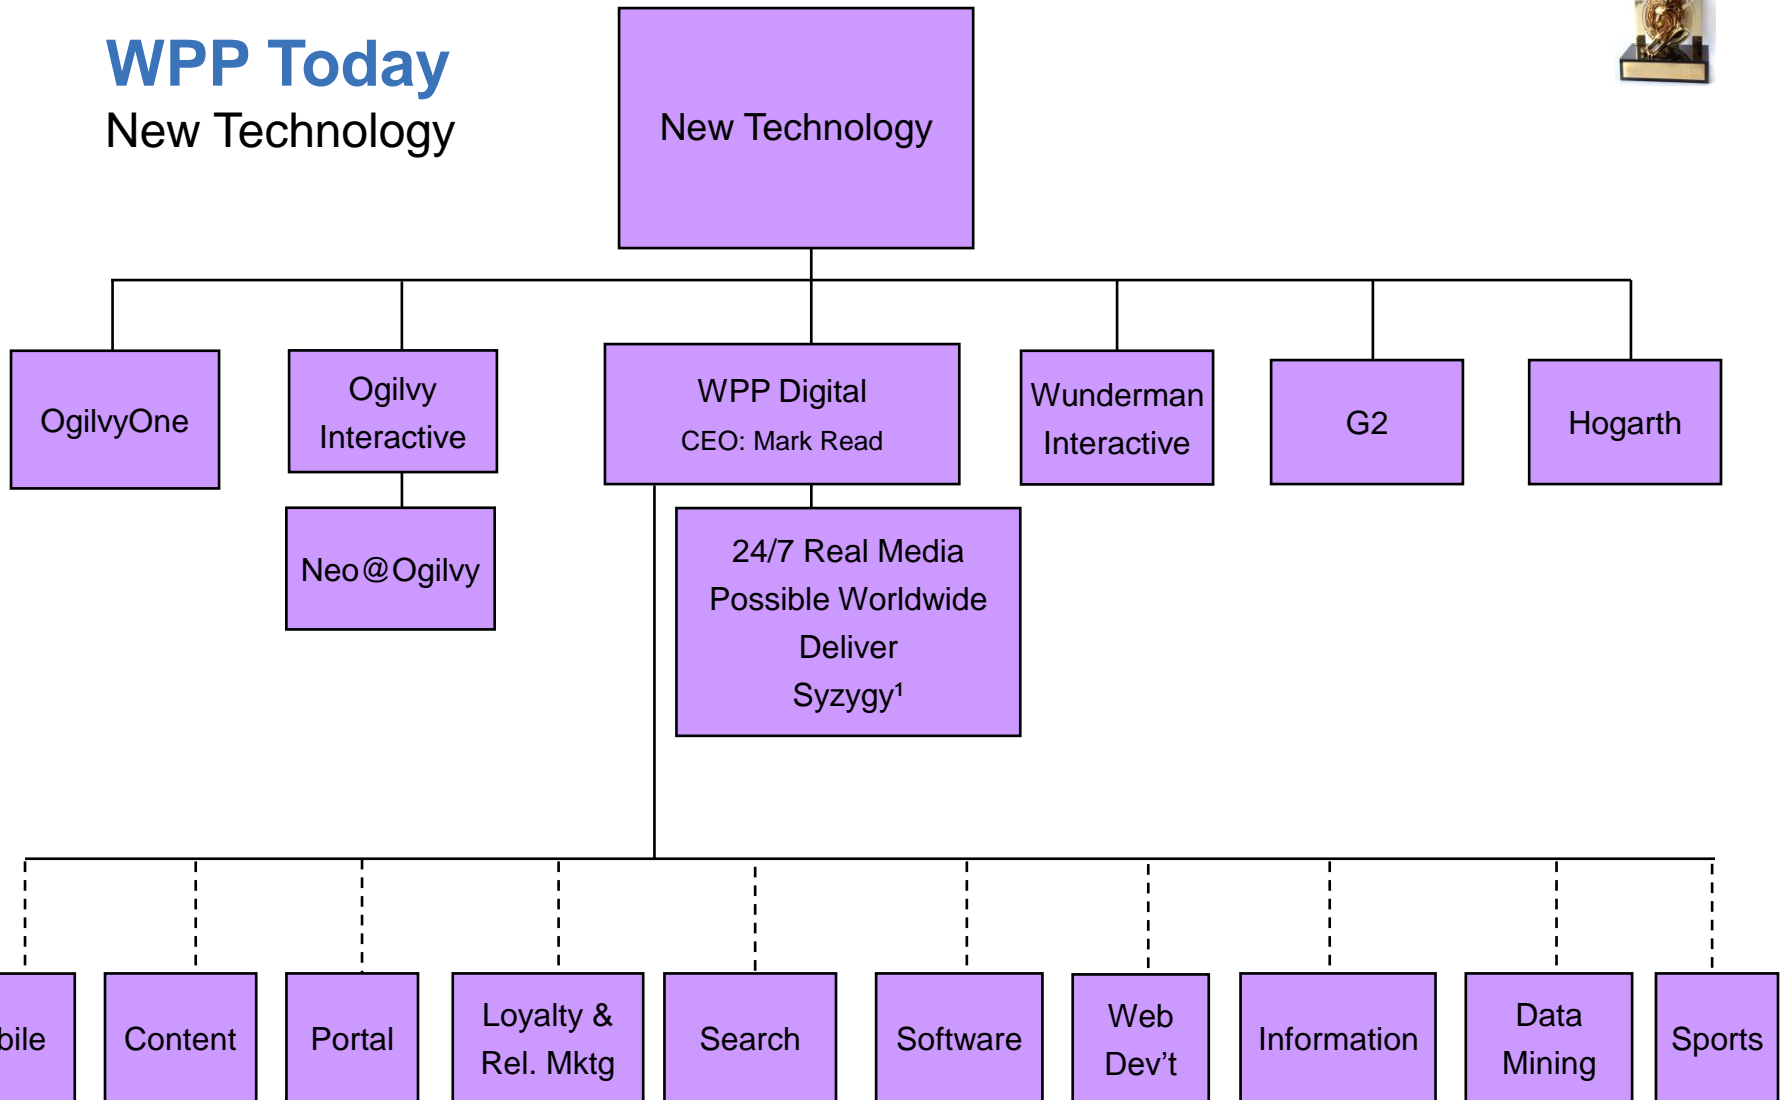 WPP Today
New Technology
New Technology
OgilvyOne
Ogilvy
Interactive
WPP Digital
CEO: Mark Read
Wunderman
Interactive
G2
Hogarth
Neo@Ogilvy
24/7 Real Media
Possible Worldwide
Deliver
Syzygy¹
bile
Content
Portal
Loyalty &
Rel. Mktg
Search
Software
Web
Dev’t
Information
Data
Mining
Sports